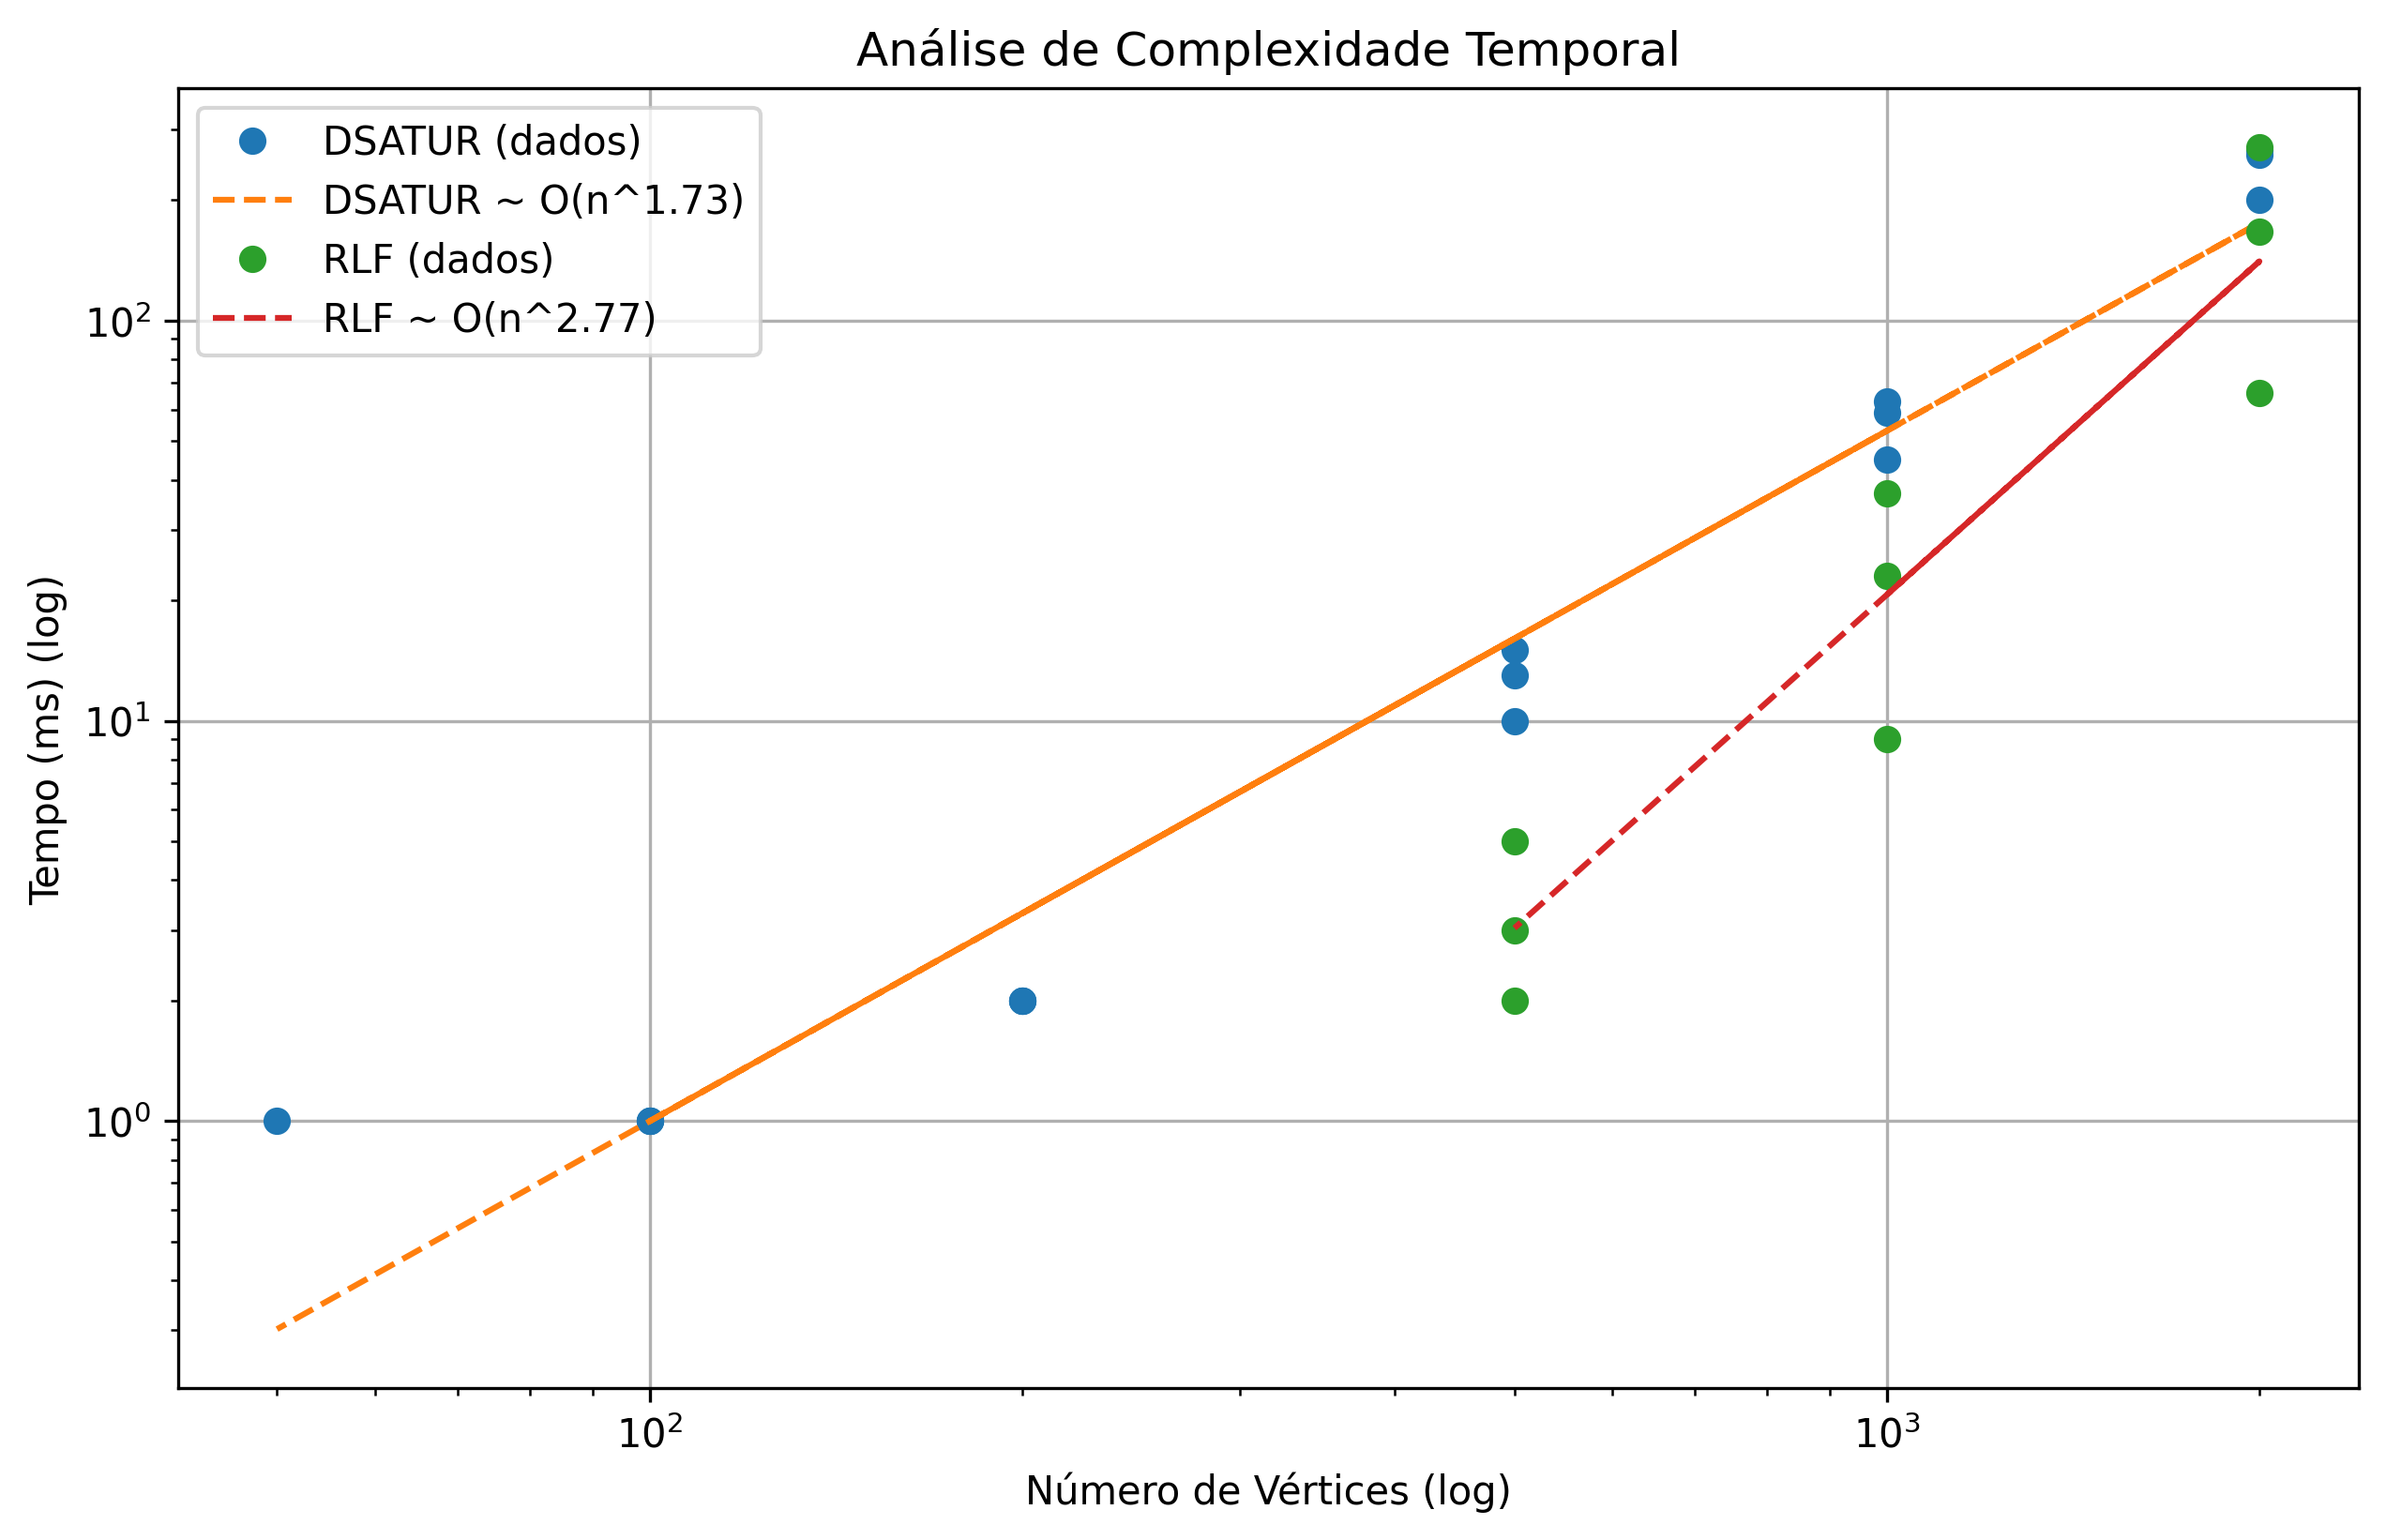 Análise de Complexidade Temporal
DSATUR (dados)
DSATUR ~ O(n^1.73)
RLF (dados)
RLF ~ O(n^2.77)
Tempo (ms) (log)
10²
10¹
10⁰
10²
10³
Número de Vértices (log)